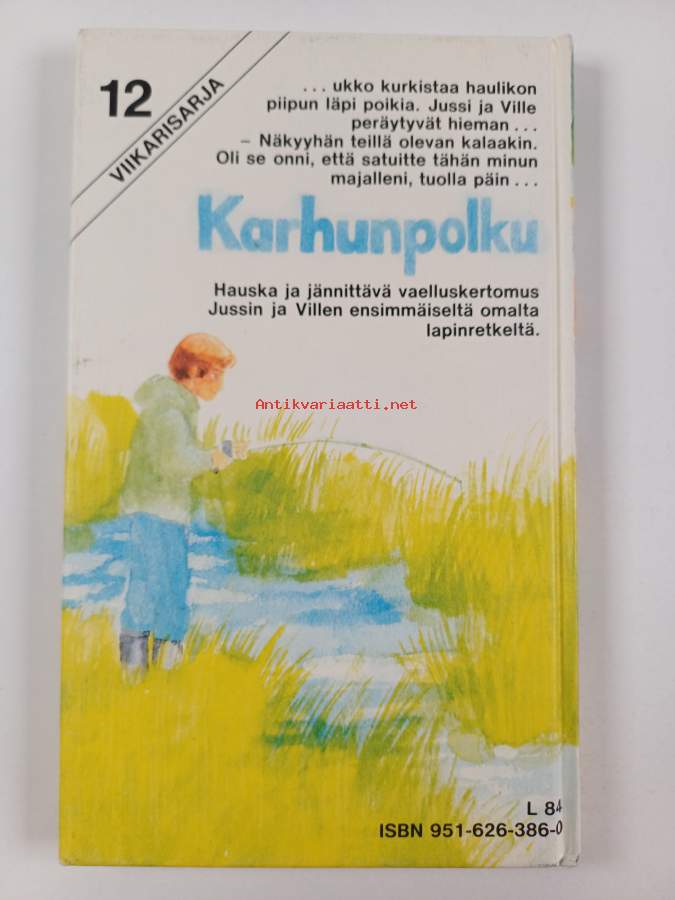 12
VIIKARISARJA
... ukko kurkistaa haulikon
piipun läpi poikia. Jussi ja Ville
peräytyvät hieman ...
– Näkyyhän teillä olevan kalaakin.
Oli se onni, että satuitte tähän minun
majalleni, tuolla päin ...
Karhunpolku
Hauska ja jännittävä vaelluskertomus
Jussin ja Villen ensimmäiseltä omalta
lapinretkeltä.
Antikvariaatti.net
L 84
ISBN 951-626-386-0